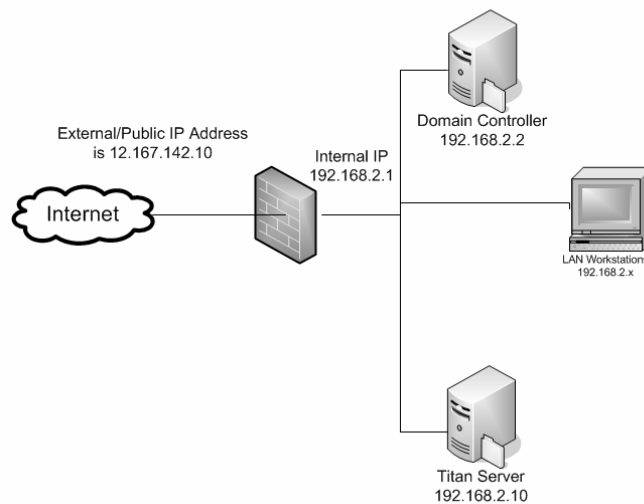 External/Public IP Address
is 12.167.142.10
Internet
Internal IP
192.168.2.1
Domain Controller
192.168.2.2
LAN Workstations
192.168.2.x
Titan Server
192.168.2.10